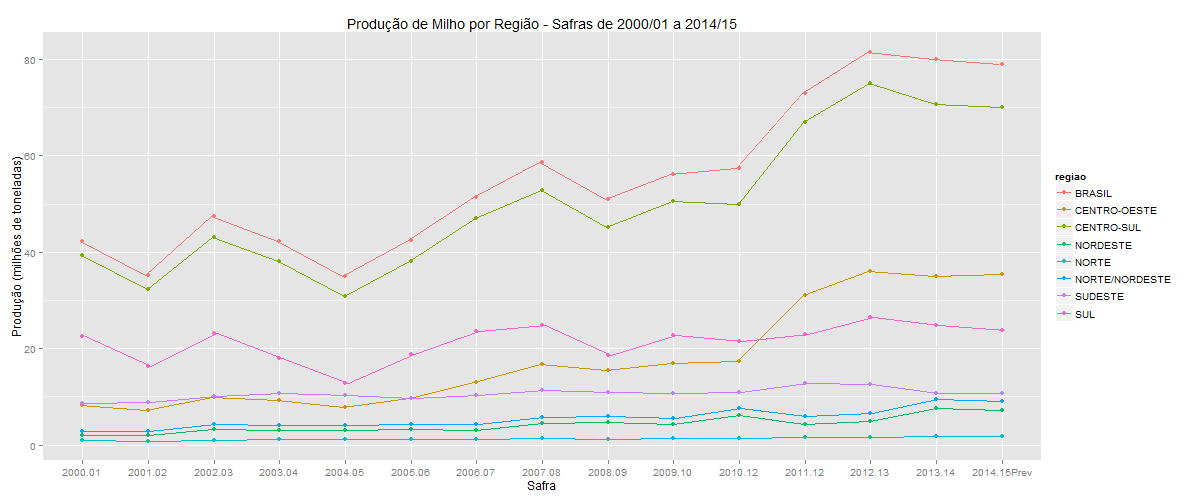 Produção de Milho por Região - Safras de 2000/01 a 2014/15
Produção (milhões de toneladas)
80
60
40
20
0
2000.01 2001.02 2002.03 2003.04 2004.05 2005.06 2006.07 2007.08 2008.09 2009.10 2010.12 2011.12 2012.13 2013.14 2014.15Prev
Safra
regiao
BRASIL
CENTRO-OESTE
CENTRO-SUL
NORDESTE
NORTE
NORTE/NORDESTE
SUDESTE
SUL